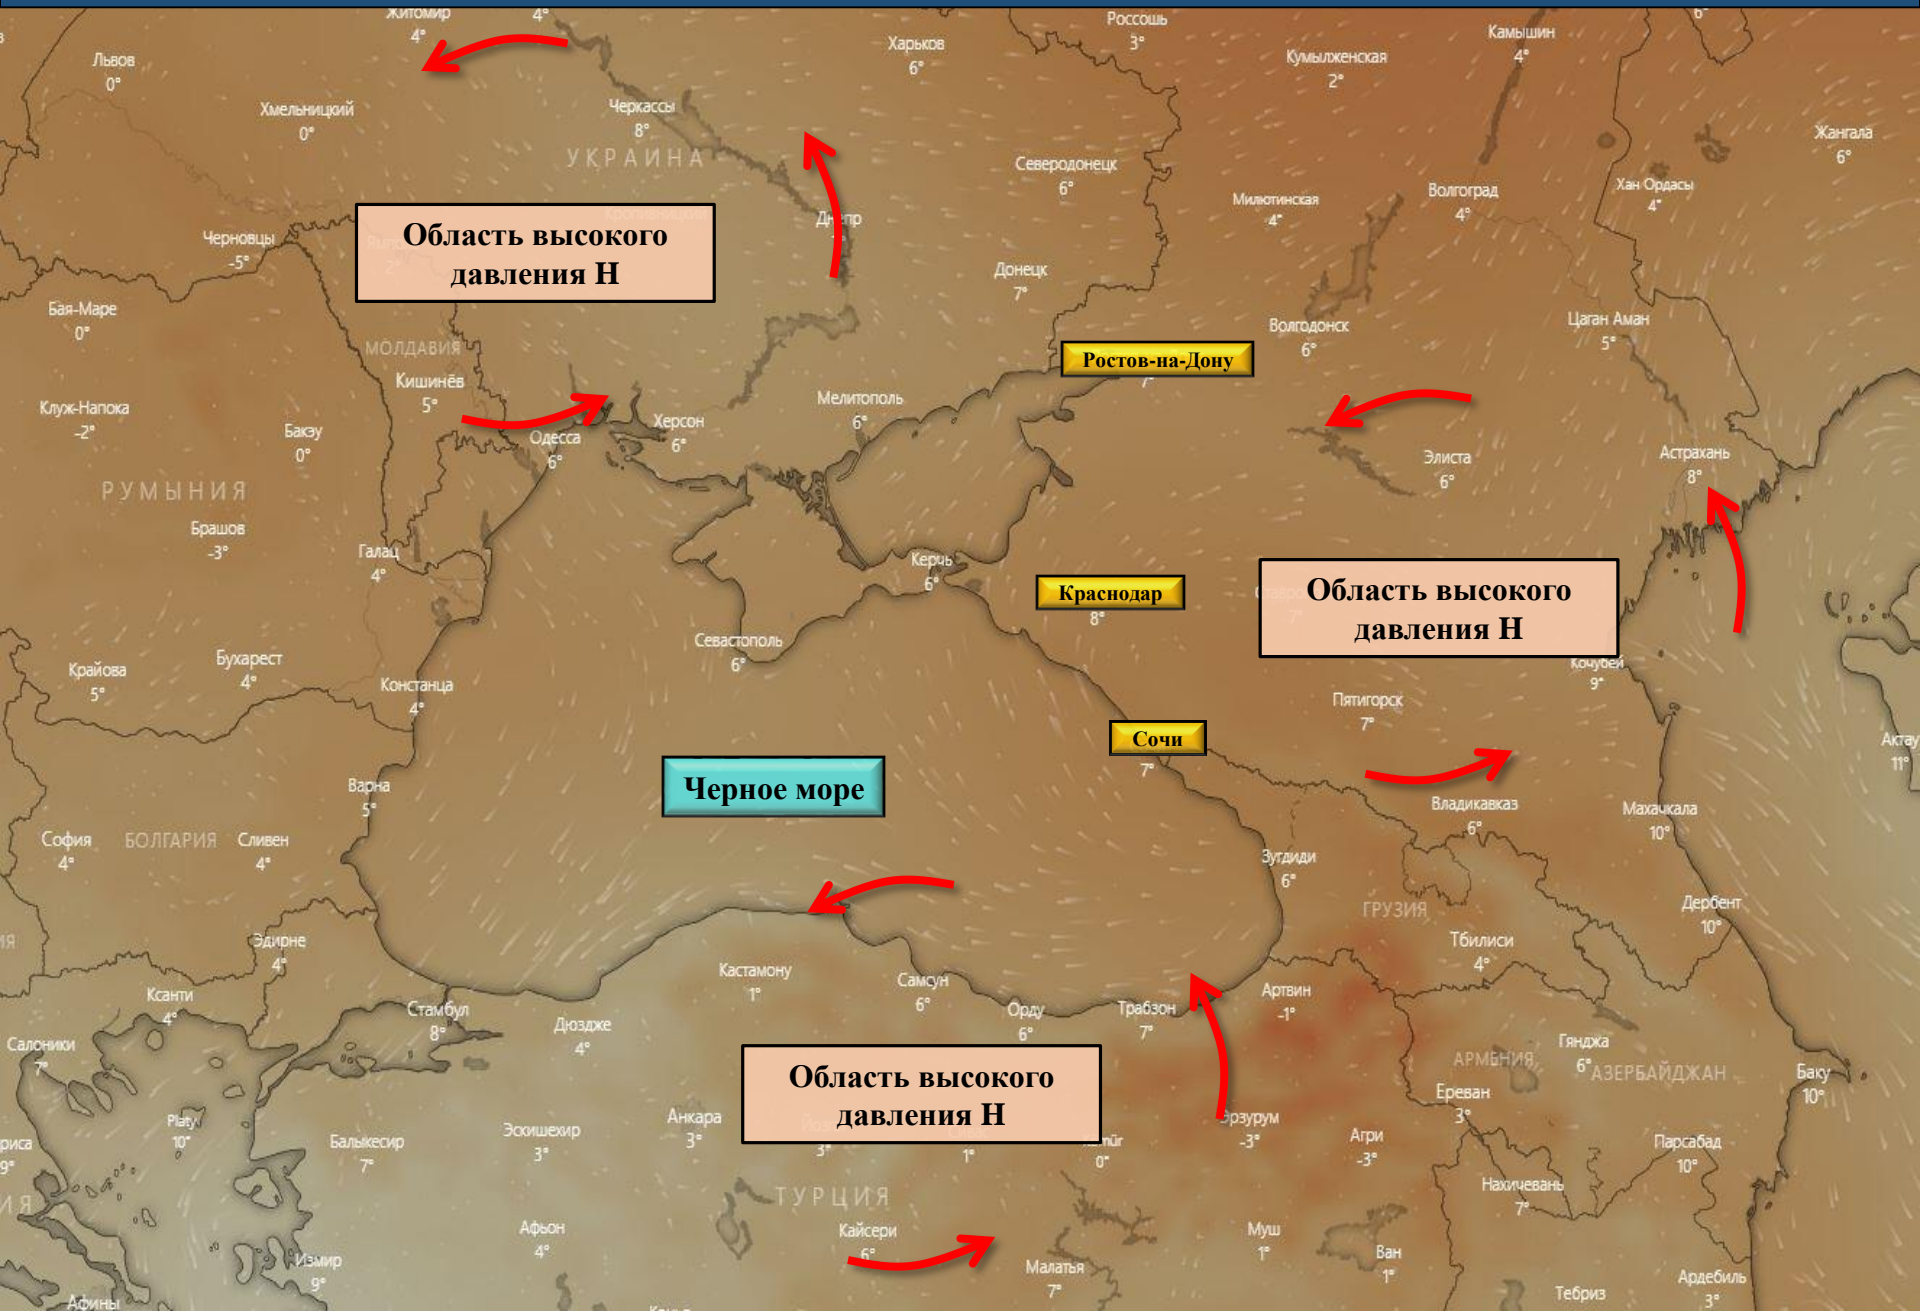 Житомир
4°
4°
Россошь
3°
Камышин
4°
6°
Львов
0°
Харьков
6°
Кумылженская
2°
Хмельницкий
0°
Черкассы
8°
УКРАИНА
Жангала
6°
Северодонецк
6°
Милютинская
4°
Волгоград
4°
Хан Ордасы
4°
Черновцы
-5°
Область высокого
давления Н
Днепр
Донецк
7°
Бая-Маре
0°
МОЛДАВИЯ
Волгодонск
6°
Цаган Аман
5°
Ростов-на-Дону
7°
Кишинёв
5°
Клуж-Напока
-2°
Бакэу
0°
Одесса
6°
Херсон
6°
Мелитополь
6°
Элиста
6°
Астрахань
8°
РУМЫНИЯ
Брашов
-3°
Галац
4°
Керчь
6°
Краснодар
8°
Область высокого
давления Н
Севастополь
6°
Крайова
5°
Бухарест
4°
Констанца
4°
Кочубей
9°
Пятигорск
7°
Сочи
7°
Актау
11°
Черное море
Варна
5°
Владикавказ
6°
Махачкала
10°
София
4°
БОЛГАРИЯ
Сливен
4°
Зугдиди
6°
ГРУЗИЯ
Дербент
10°
Эдирне
4°
Тбилиси
4°
Кастамону
1°
Самсун
6°
Ксанти
4°
Стамбул
8°
Дюздже
4°
Орду
6°
Трабзон
7°
Артвин
-1°
Салоники
7°
Гянджа
6°
АРМЕНИЯ
АЗЕРБАЙДЖАН
Баку
10°
Область высокого
давления Н
Ереван
3°
Platy
10°
Балыкесир
7°
Эскишехир
3°
Анкара
3°
3°
1°
0°
Эрзурум
-3°
Агри
-3°
Парсабад
10°
риса
9°
ТУРЦИЯ
Нахичевань
7°
Афьон
4°
Кайсери
6°
Муш
1°
Ван
1°
Измир
9°
Малатья
7°
Ардебиль
3°
Тебриз
Афины